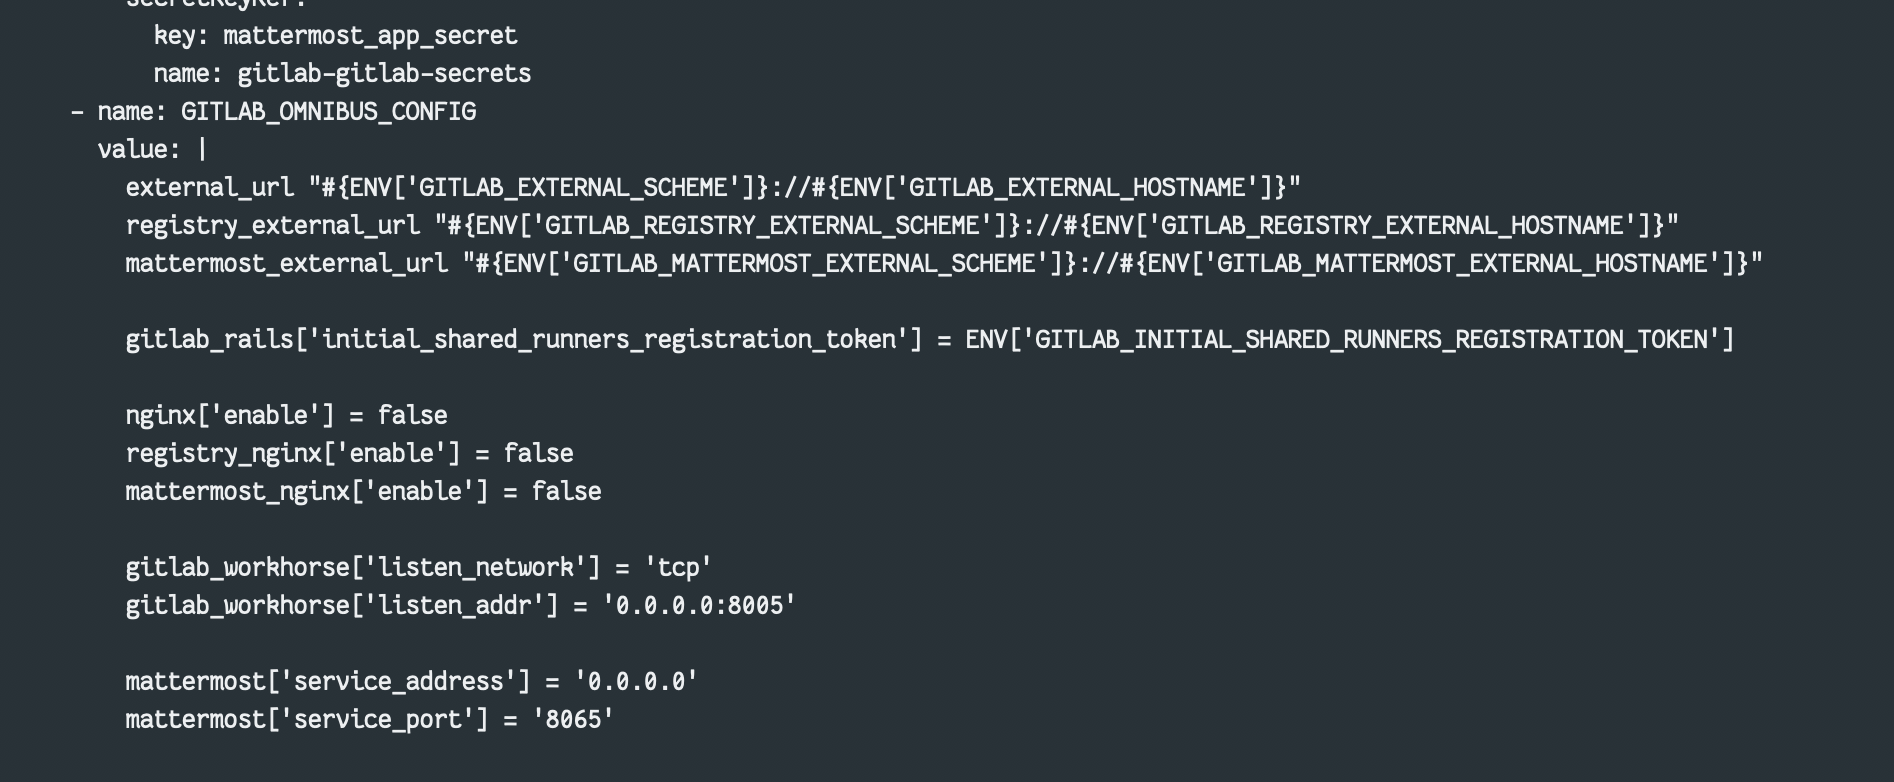 secretKeyRef:
key: mattermost_app_secret
name: gitlab-gitlab-secrets
- name: GITLAB_OMNIBUS_CONFIG
value: |
external_url "#{ENV['GITLAB_EXTERNAL_SCHEME']}://#{ENV['GITLAB_EXTERNAL_HOSTNAME']}"
registry_external_url "#{ENV['GITLAB_REGISTRY_EXTERNAL_SCHEME']}://#{ENV['GITLAB_REGISTRY_EXTERNAL_HOSTNAME']}"
mattermost_external_url "#{ENV['GITLAB_MATTERMOST_EXTERNAL_SCHEME']}://#{ENV['GITLAB_MATTERMOST_EXTERNAL_HOSTNAME']}"
gitlab_rails['initial_shared_runners_registration_token'] = ENV['GITLAB_INITIAL_SHARED_RUNNERS_REGISTRATION_TOKEN']
nginx['enable'] = false
registry_nginx['enable'] = false
mattermost_nginx['enable'] = false
gitlab_workhorse['listen_network'] = 'tcp'
gitlab_workhorse['listen_addr'] = '0.0.0.0:8005'
mattermost['service_address'] = '0.0.0.0'
mattermost['service_port'] = '8065'